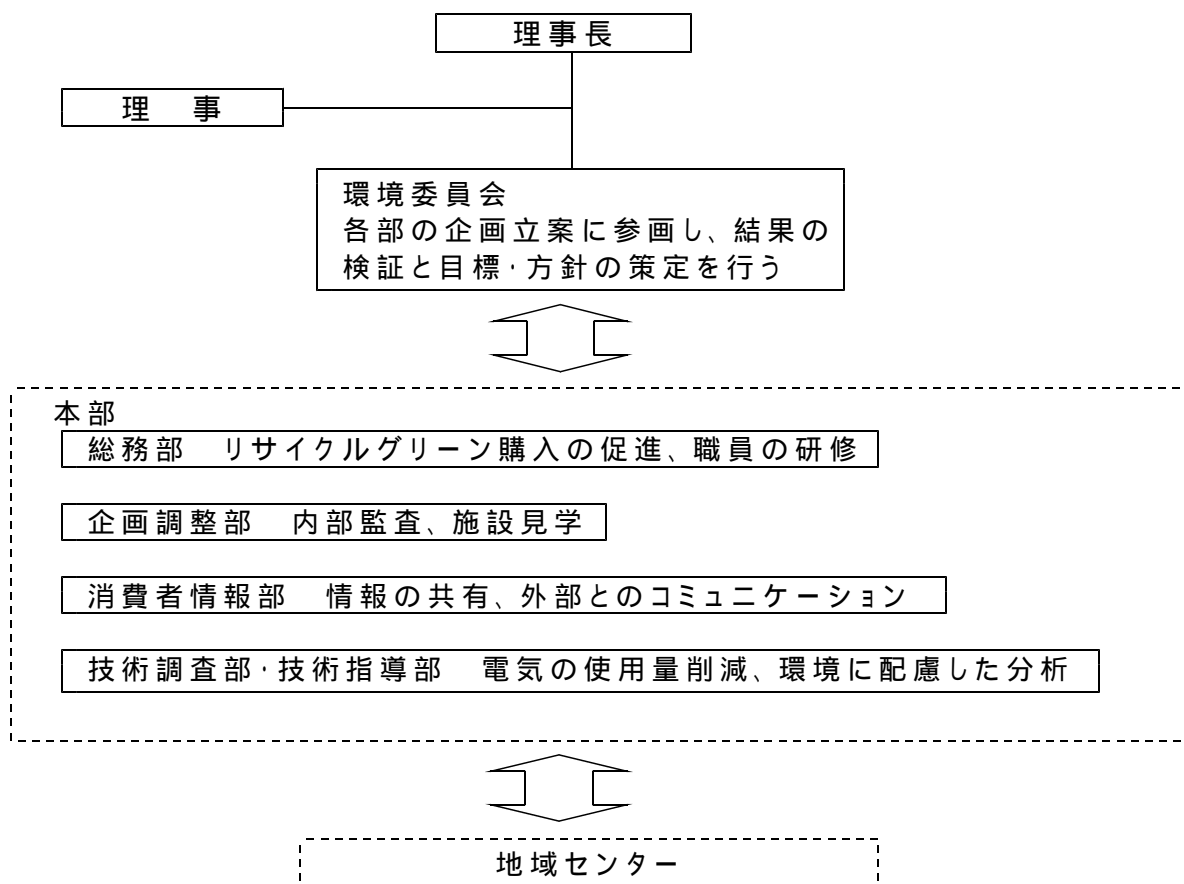 理事長
理　事
環境委員会
各部の企画立案に参画し、結果の
検証と目標・方針の策定を行う
本部
総務部　リサイクルグリーン購入の促進、職員の研修
企画調整部　内部監査、施設見学
消費者情報部　情報の共有、外部とのコミュニケーション
技術調査部・技術指導部　電気の使用量削減、環境に配慮した分析
地域センター